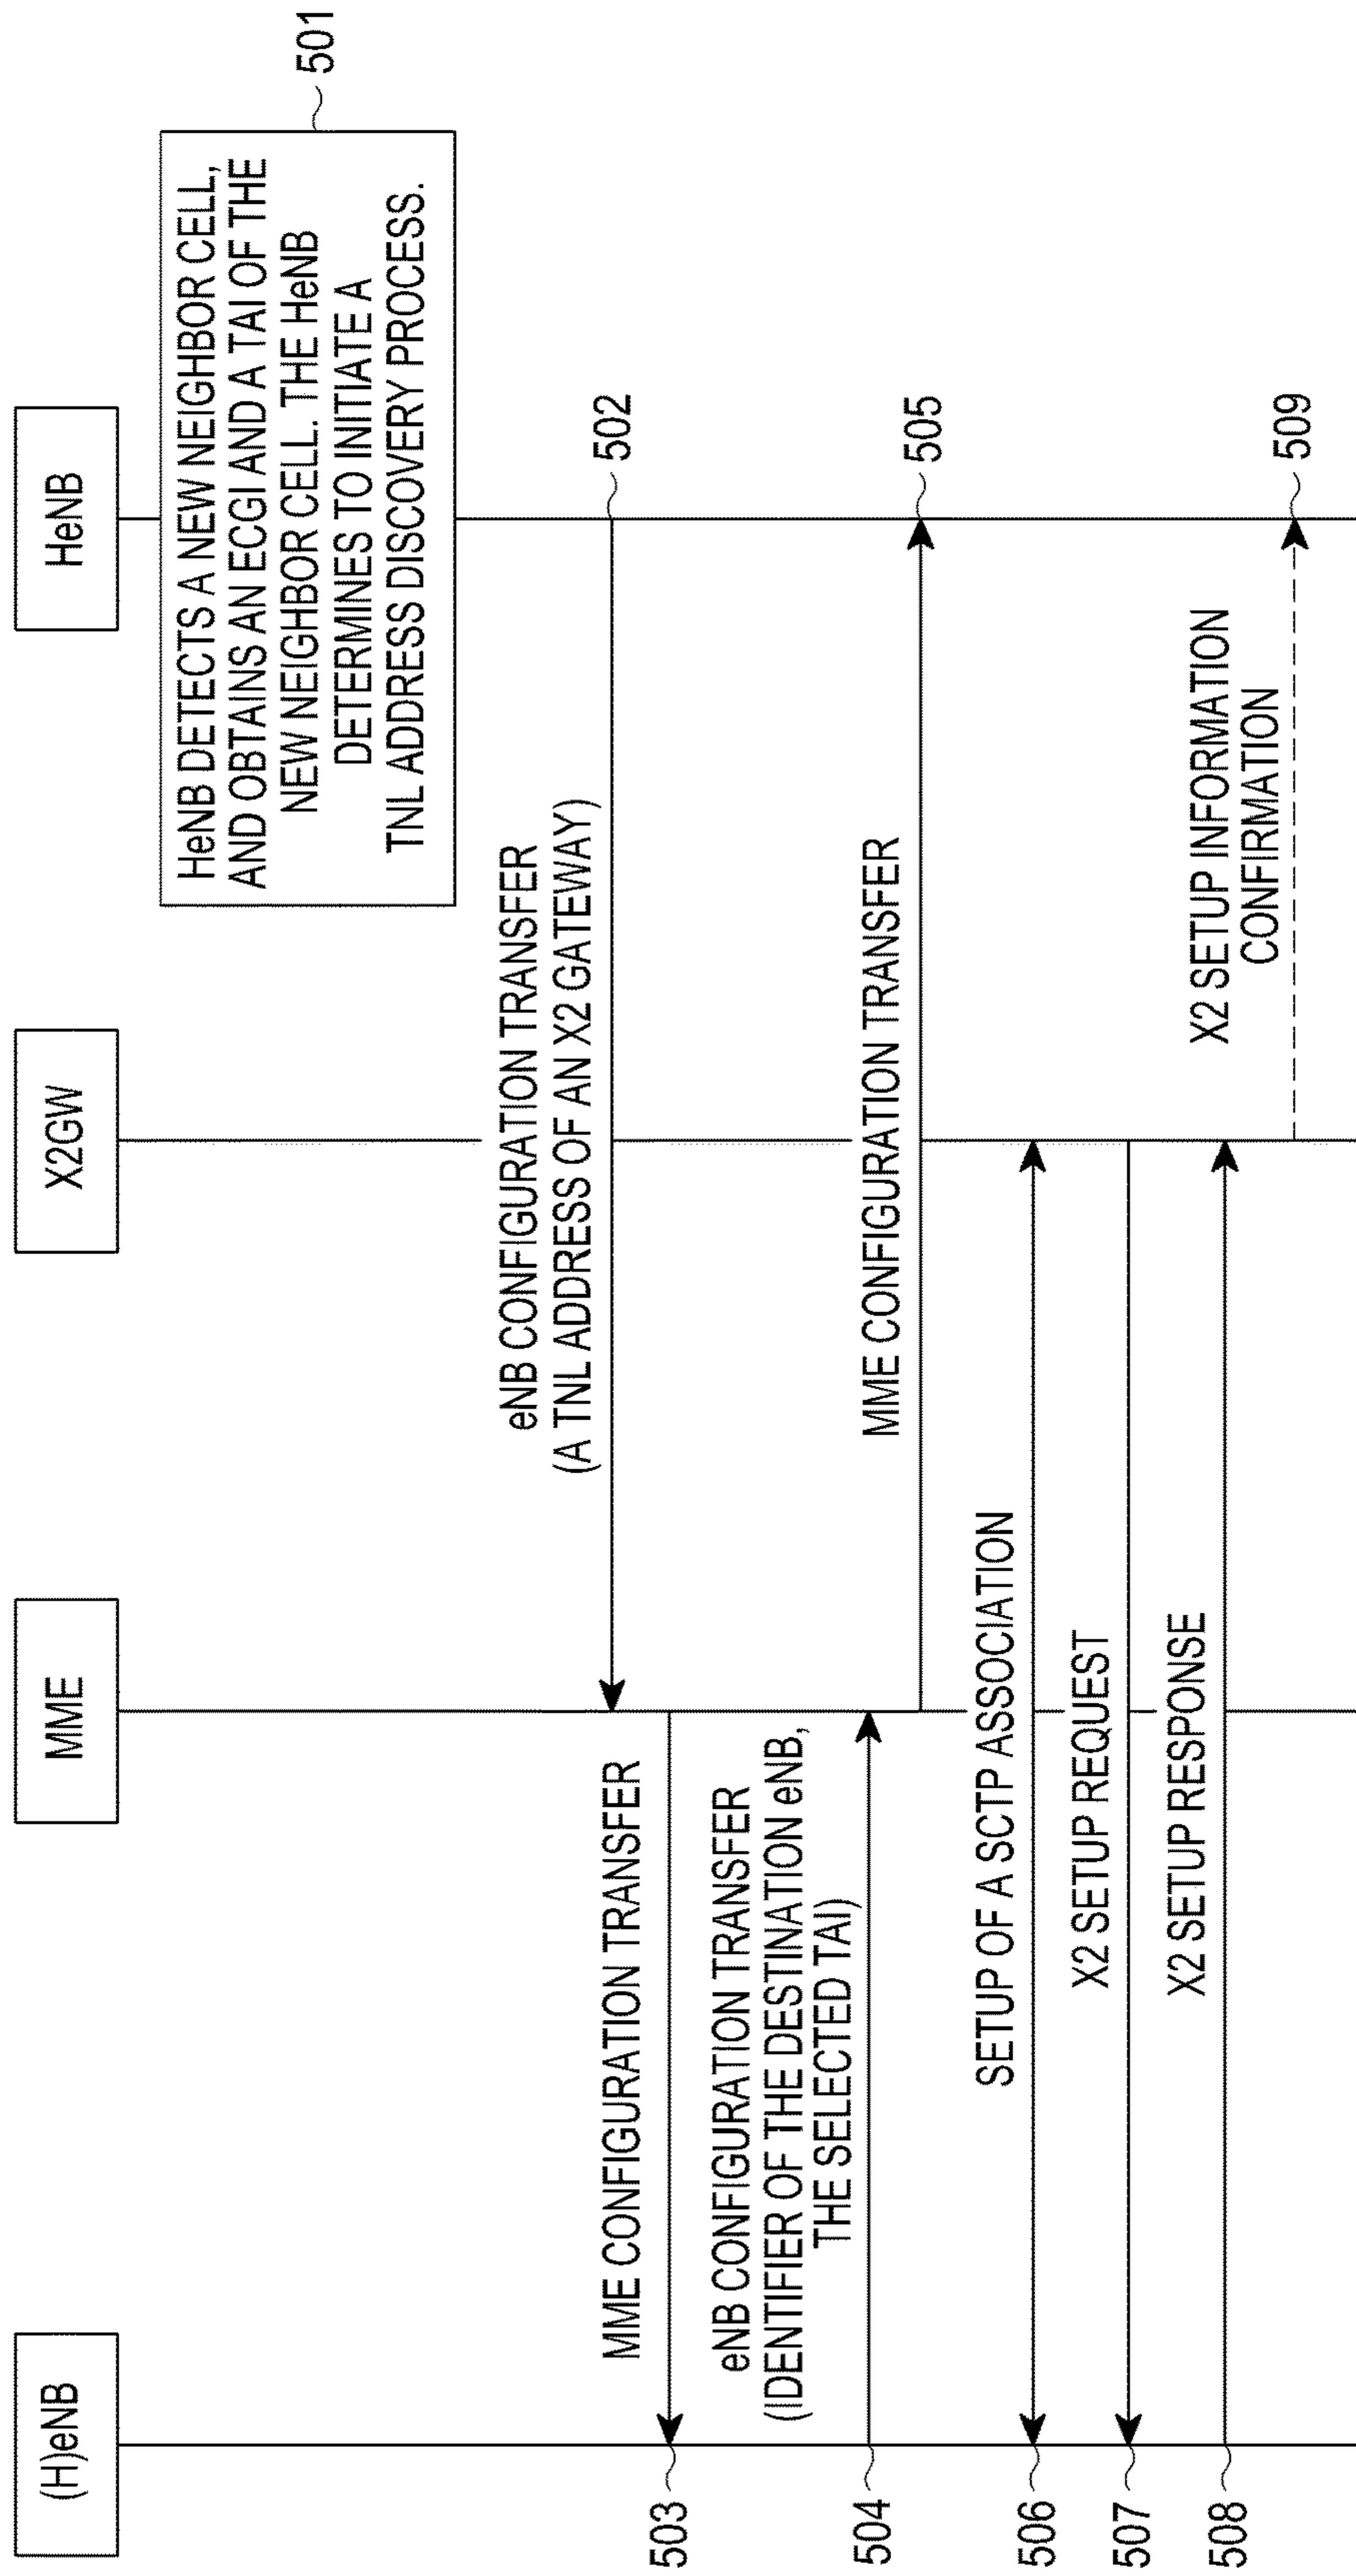 (H)eNB
MME
X2GW
HeNB
HeNB DETECTS A NEW NEIGHBOR CELL,
AND OBTAINS AN ECGI AND A TAI OF THE
NEW NEIGHBOR CELL. THE HeNB
DETERMINES TO INITIATE A
TNL ADDRESS DISCOVERY PROCESS.
501
eNB CONFIGURATION TRANSFER
(A TNL ADDRESS OF AN X2 GATEWAY)
502
MME CONFIGURATION TRANSFER
503
eNB CONFIGURATION TRANSFER
(IDENTIFIER OF THE DESTINATION eNB,
THE SELECTED TAI)
504
MME CONFIGURATION TRANSFER
505
SETUP OF A SCTP ASSOCIATION
506
X2 SETUP REQUEST
507
X2 SETUP RESPONSE
508
X2 SETUP INFORMATION
CONFIRMATION
509